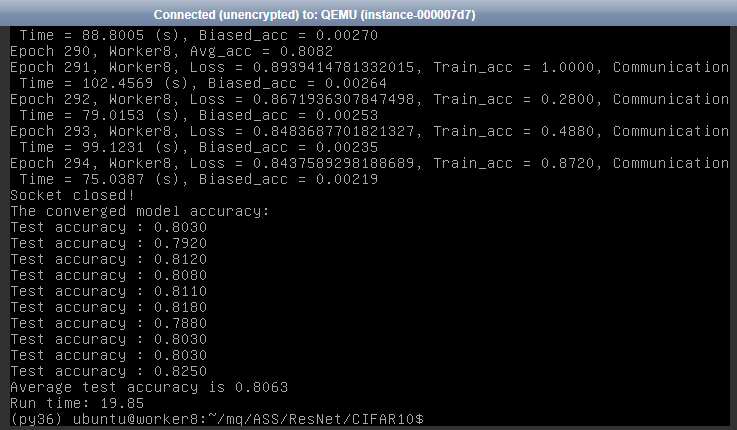 Connected (unencrypted) to: QEMU (instance-000007d7)
Time = 88.8005 (s), Biased_acc = 0.00270
Epoch 290, Worker8, Avg_acc = 0.8082
Epoch 291, Worker8, Loss = 0.8939414781332015, Train_acc = 1.0000, Communication
Time = 102.4569 (s), Biased_acc = 0.00264
Epoch 292, Worker8, Loss = 0.8671936307847498, Train_acc = 0.2800, Communication
Time = 79.0153 (s), Biased_acc = 0.00253
Epoch 293, Worker8, Loss = 0.8483687701821327, Train_acc = 0.4880, Communication
Time = 99.1231 (s), Biased_acc = 0.00235
Epoch 294, Worker8, Loss = 0.8437589298188689, Train_acc = 0.8720, Communication
Time = 75.0387 (s), Biased_acc = 0.00219
Socket closed!
The converged model accuracy:
Test accuracy : 0.8030
Test accuracy : 0.7920
Test accuracy : 0.8120
Test accuracy : 0.8080
Test accuracy : 0.8110
Test accuracy : 0.8180
Test accuracy : 0.7880
Test accuracy : 0.8030
Test accuracy : 0.8030
Test accuracy : 0.8250
Average test accuracy is 0.8063
Run time: 19.85
(py36) ubuntu@worker8:~/mq/ASS/ResNet/CIFAR10$